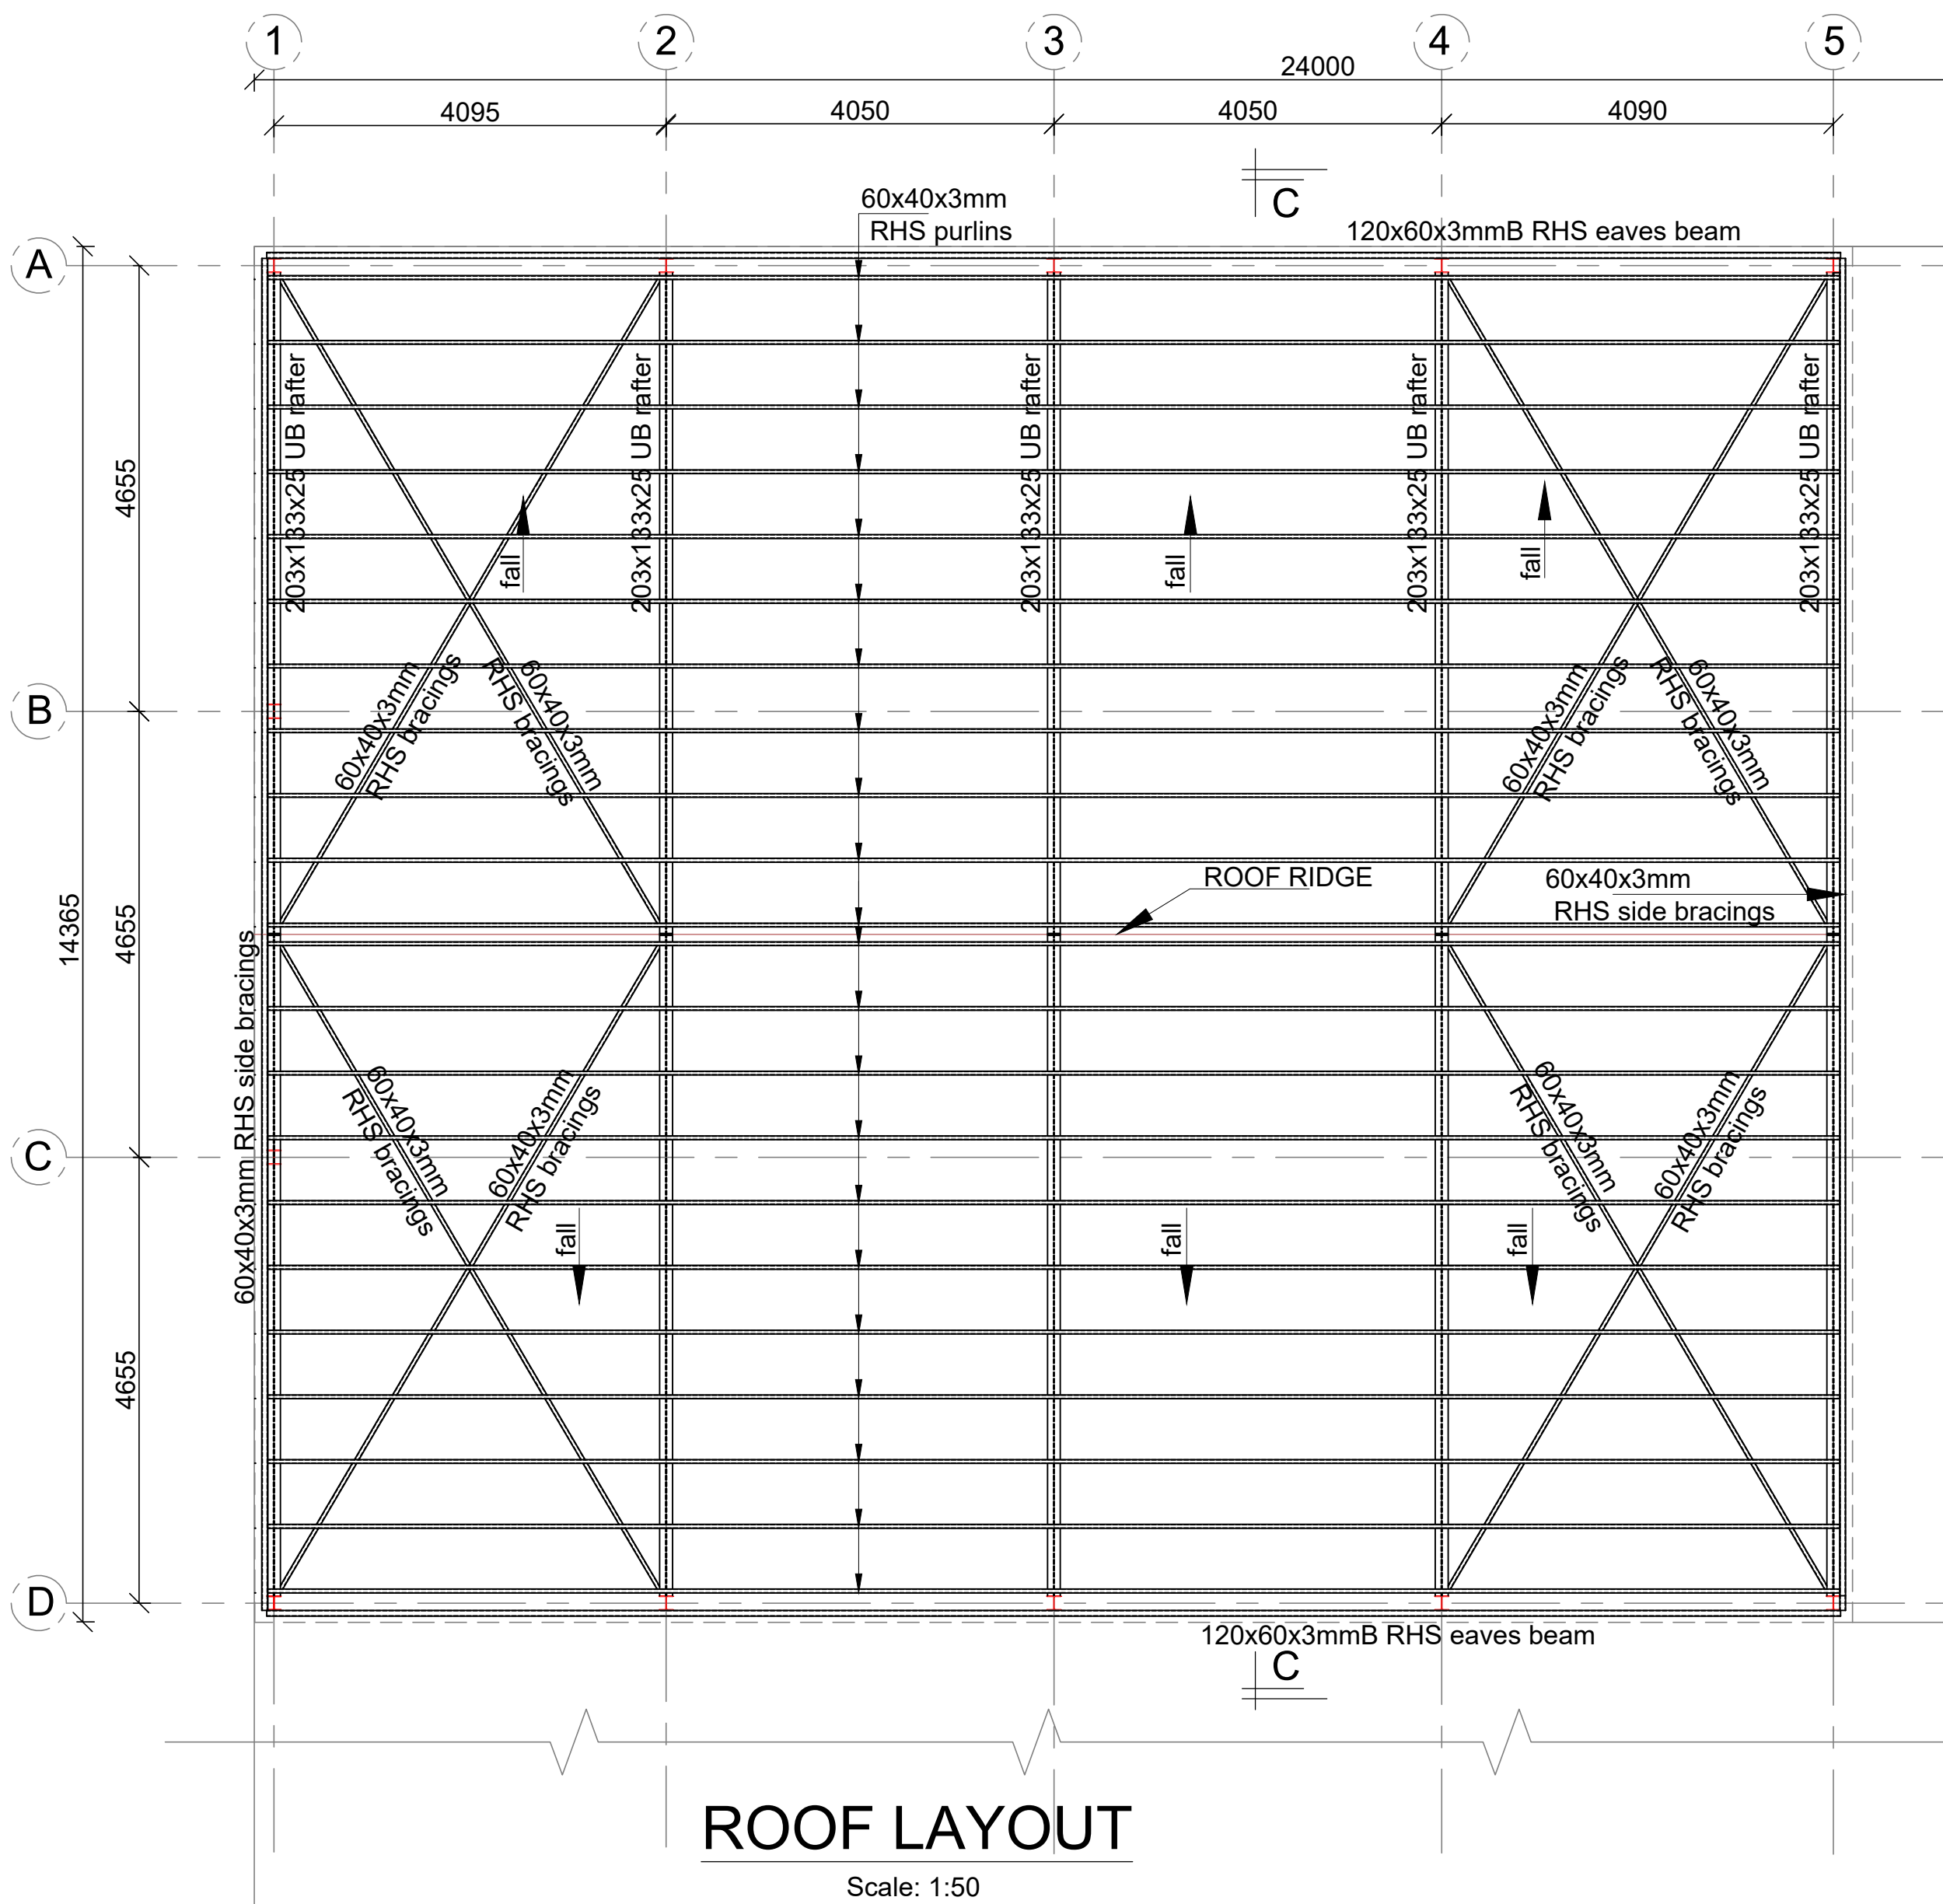 1
2
3
4
5
24000
4095
4050
4050
4090
C
60x40x3mm
RHS purlins
120x60x3mmB RHS eaves beam
A
B
C
D
4655
4655
4655
14365
203x133x25 UB rafter
203x133x25 UB rafter
203x133x25 UB rafter
203x133x25 UB rafter
203x133x25 UB rafter
fall
fall
fall
60x40x3mm
RHS bracings
60x40x3mm
RHS bracings
60x40x3mm
RHS bracings
60x40x3mm
RHS bracings
ROOF RIDGE
60x40x3mm
RHS side bracings
60x40x3mm RHS side bracings
60x40x3mm
RHS bracings
60x40x3mm
RHS bracings
60x40x3mm
RHS bracings
60x40x3mm
RHS bracings
fall
fall
fall
120x60x3mmB RHS eaves beam
C
ROOF LAYOUT
Scale: 1:50